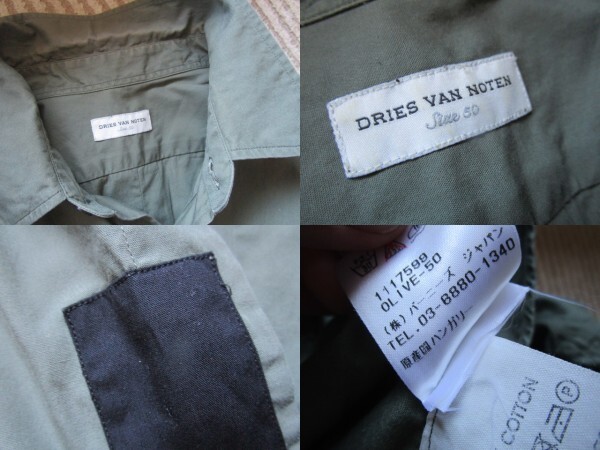 DRIES VAN NOTEN
Size 50
DRIES VAN NOTEN
Size 50
1117599
OLIVE-50
(株) バーニーズ ジャパン
TEL. 03-6880-1340
原産国 ハンガリー
COTTON
P